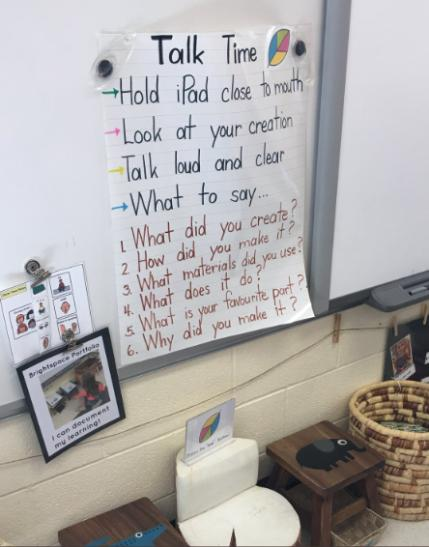 Talk Time
Hold iPad close to mouth
Look at your creation
Talk loud and clear
What to say...
1. What did you create?
2. How did you make it?
3. What materials did you use?
4. What does it do?
5. What is your favourite part?
6. Why did you make it?
Brightspace Portfolio
I can document
my learning!